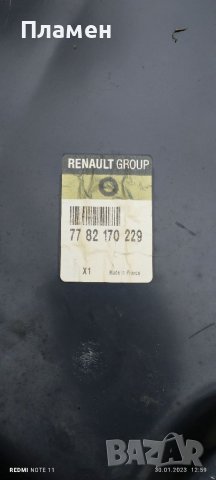 Пламен
RENAULT GROUP
77 82 170 229
X1 Made in France
REDMI NOTE 11
30.01.2023 12:59
BAZAR